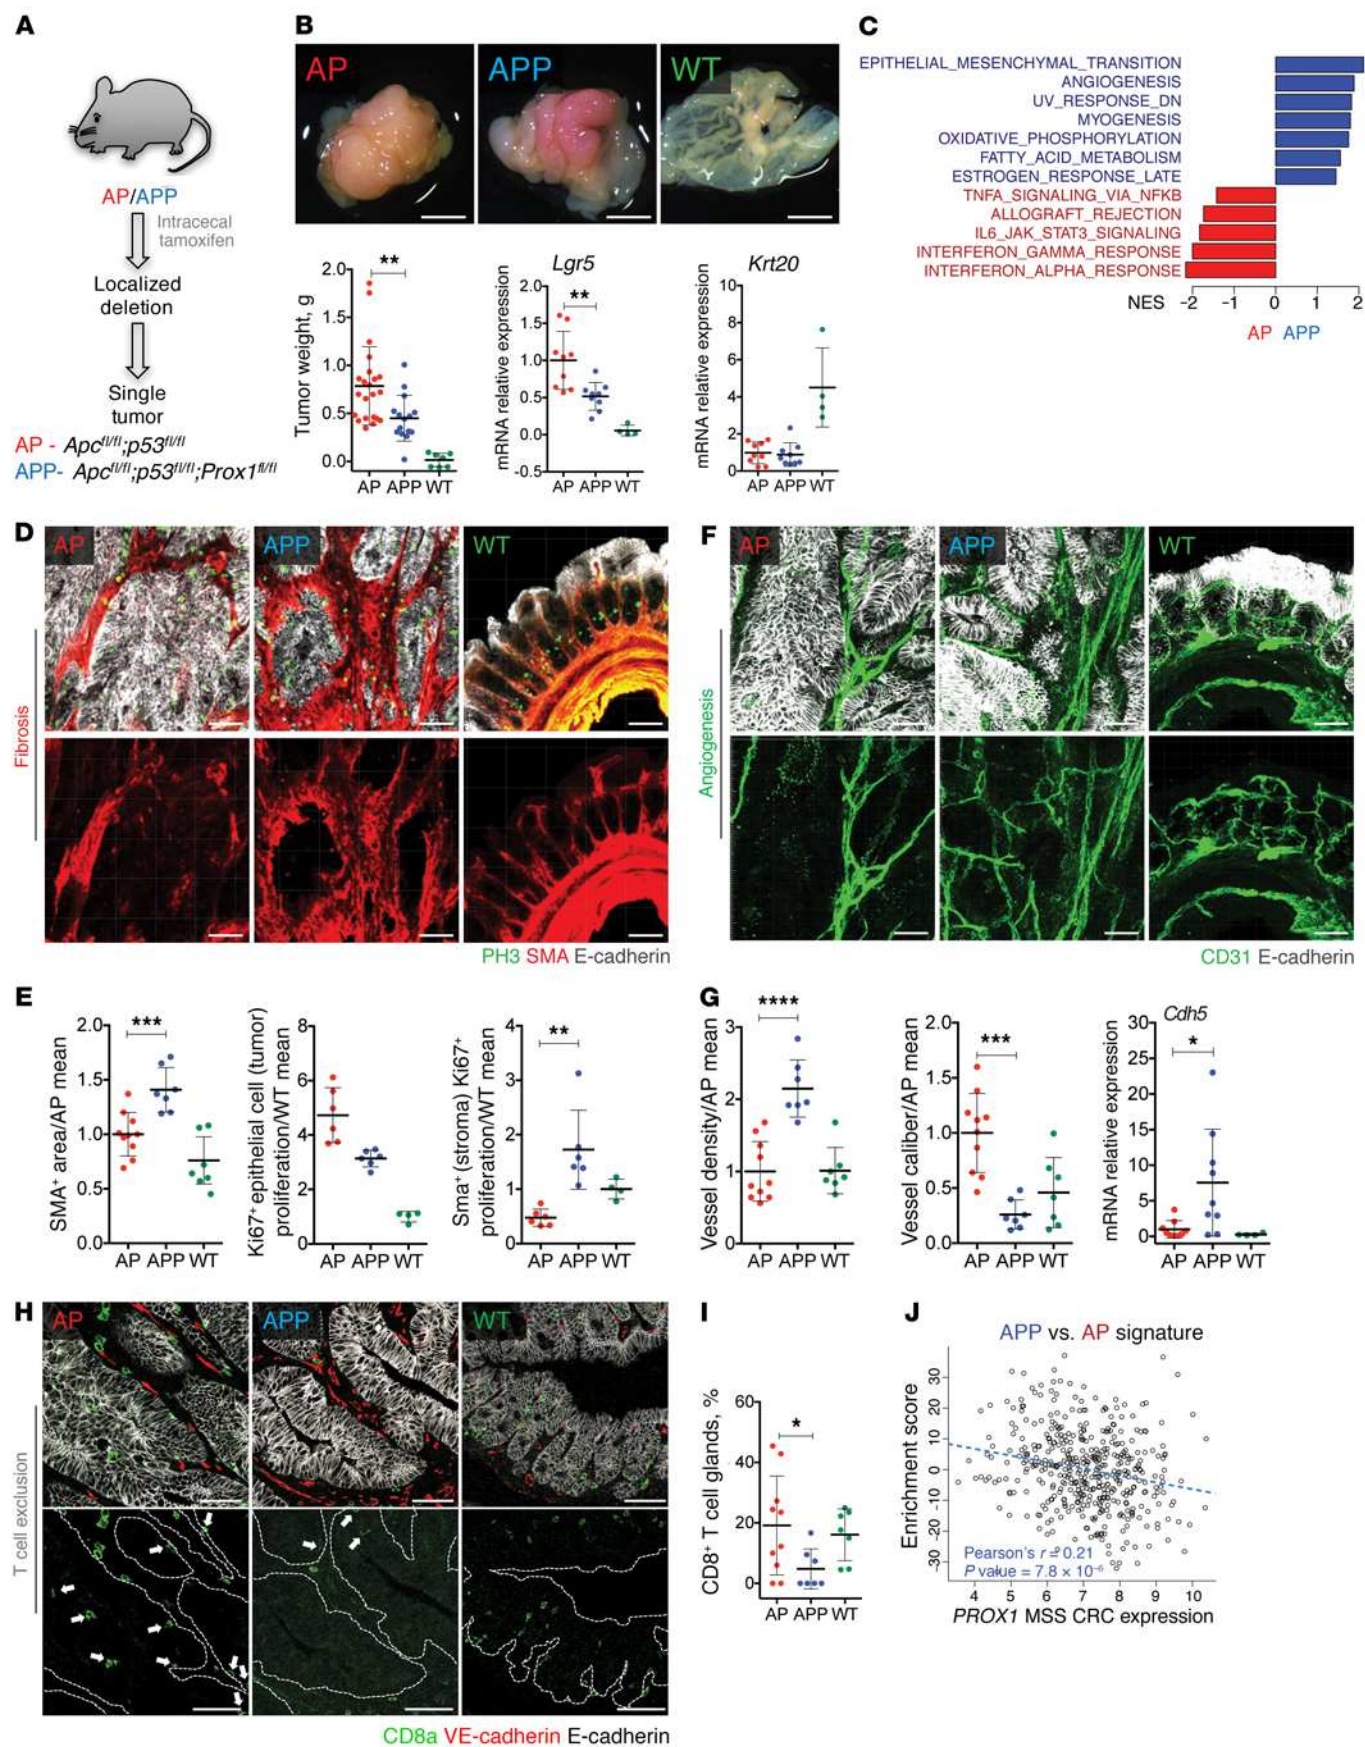 A
AP/APP
Intracecal
tamoxifen
Localized
deletion
Single
tumor
AP - Apcfl/fl;p53fl/fl
APP- Apcfl/fl;p53fl/fl;Prox1fl/fl
B
AP
APP
WT
Tumor weight, g
2.0
1.5
1.0
0.5
0.0
**
AP APP WT
Lgr5
mRNA relative expression
2.0
1.5
1.0
0.5
0.0
-0.5
**
AP APP WT
Krt20
mRNA relative expression
10
8
6
4
2
0
AP APP WT
C
EPITHELIAL_MESENCHYMAL_TRANSITION
ANGIOGENESIS
UV_RESPONSE_DN
MYOGENESIS
OXIDATIVE_PHOSPHORYLATION
FATTY_ACID_METABOLISM
ESTROGEN_RESPONSE_LATE
TNFA_SIGNALING_VIA_NFKB
ALLOGRAFT_REJECTION
IL6_JAK_STAT3_SIGNALING
INTERFERON_GAMMA_RESPONSE
INTERFERON_ALPHA_RESPONSE
NES −2 −1 0 1 2
AP APP
D
AP
APP
WT
Fibrosis
PH3 SMA E-cadherin
F
AP
APP
WT
Angiogenesis
CD31 E-cadherin
E
SMA+ area/AP mean
2.0
1.5
1.0
0.5
0.0
***
AP APP WT
Ki67+ epithelial cell (tumor)
proliferation/WT mean
8
6
4
2
0
AP APP WT
Sma+ (stroma) Ki67+
proliferation/WT mean
4
3
2
1
0
**
AP APP WT
G
Vessel density/AP mean
3
2
1
0
****
AP APP WT
Vessel caliber/AP mean
2.0
1.5
1.0
0.5
0.0
***
AP APP WT
Cdh5
mRNA relative expression
30
25
20
15
10
5
0
*
AP APP WT
H
AP
APP
WT
T cell exclusion
CD8a VE-cadherin E-cadherin
I
CD8+ T cell glands, %
60
40
20
0
*
AP APP WT
J
APP vs. AP signature
Enrichment score
30
20
10
0
-10
-20
-30
Pearson's r = 0.21
P value = 7.8 × 10−6
4 5 6 7 8 9 10
PROX1 MSS CRC expression